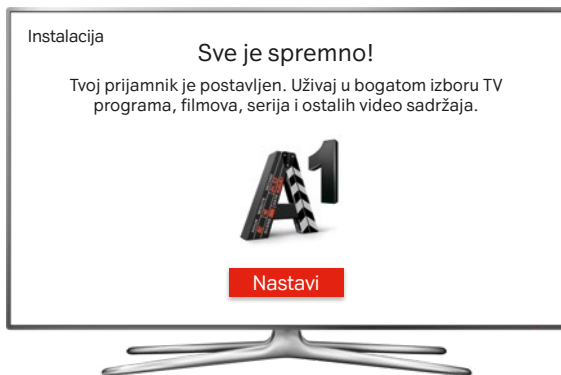 Instalacija
Sve je spremno!
Tvoj prijamnik je postavljen. Uživaj u bogatom izboru TV
programa, filmova, serija i ostalih video sadržaja.
A1
Nastavi